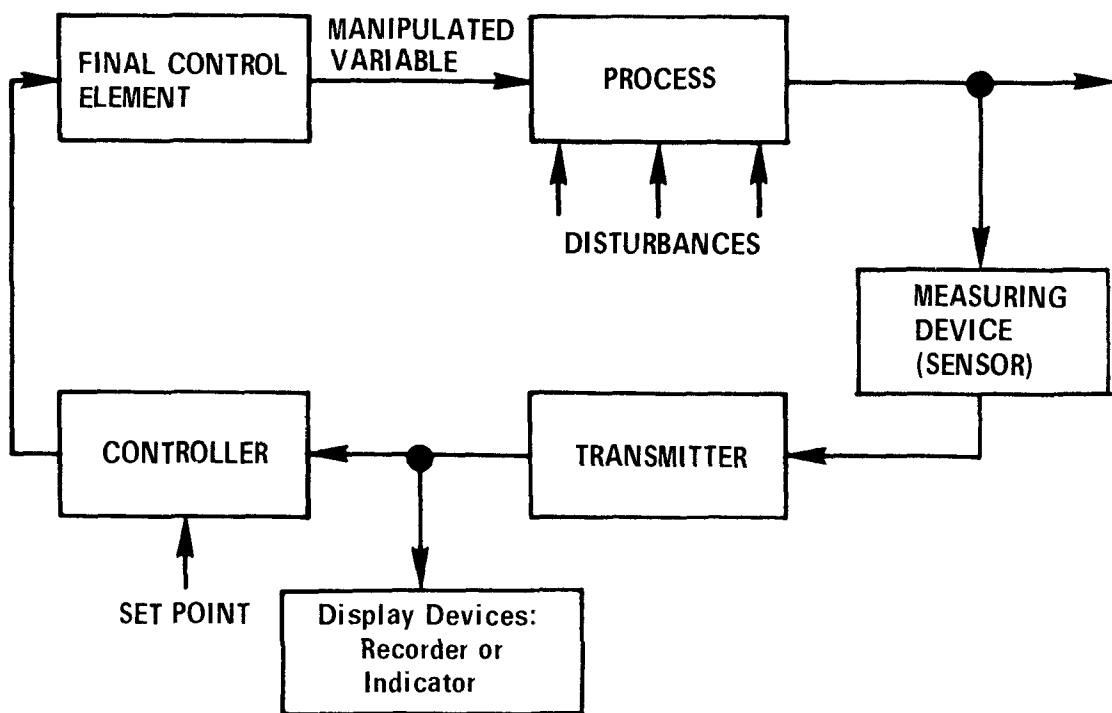 FINAL CONTROL
ELEMENT
MANIPULATED
VARIABLE
PROCESS
DISTURBANCES
MEASURING
DEVICE
(SENSOR)
CONTROLLER
TRANSMITTER
SET POINT
Display Devices:
Recorder or
Indicator